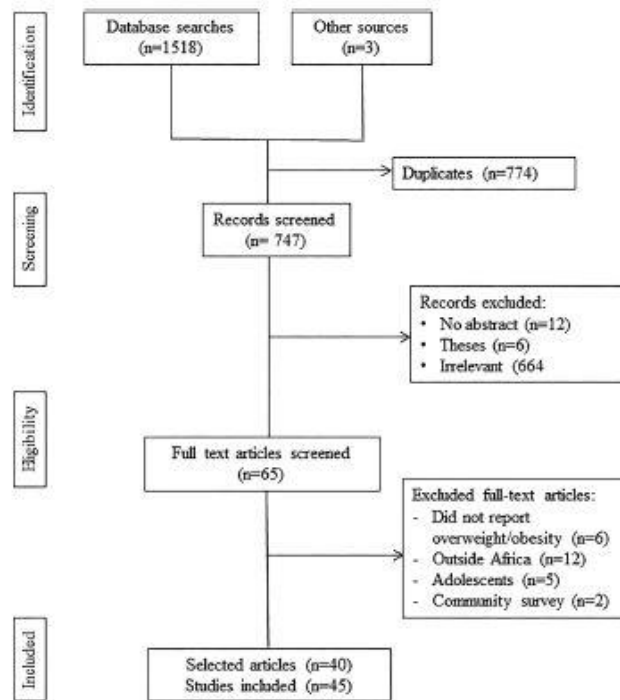 Identification
Database searches
(n=1518)
Other sources
(n=3)
Duplicates (n=774)
Screening
Records screened
(n= 747)
Records excluded:
• No abstract (n=12)
• Theses (n=6)
• Irrelevant (664
Eligibility
Full text articles screened
(n=65)
Excluded full-text articles:
- Did not report
overweight/obesity (n=6)
- Outside Africa (n=12)
- Adolescents (n=5)
- Community survey (n=2)
Included
Selected articles (n=40)
Studies included (n=45)